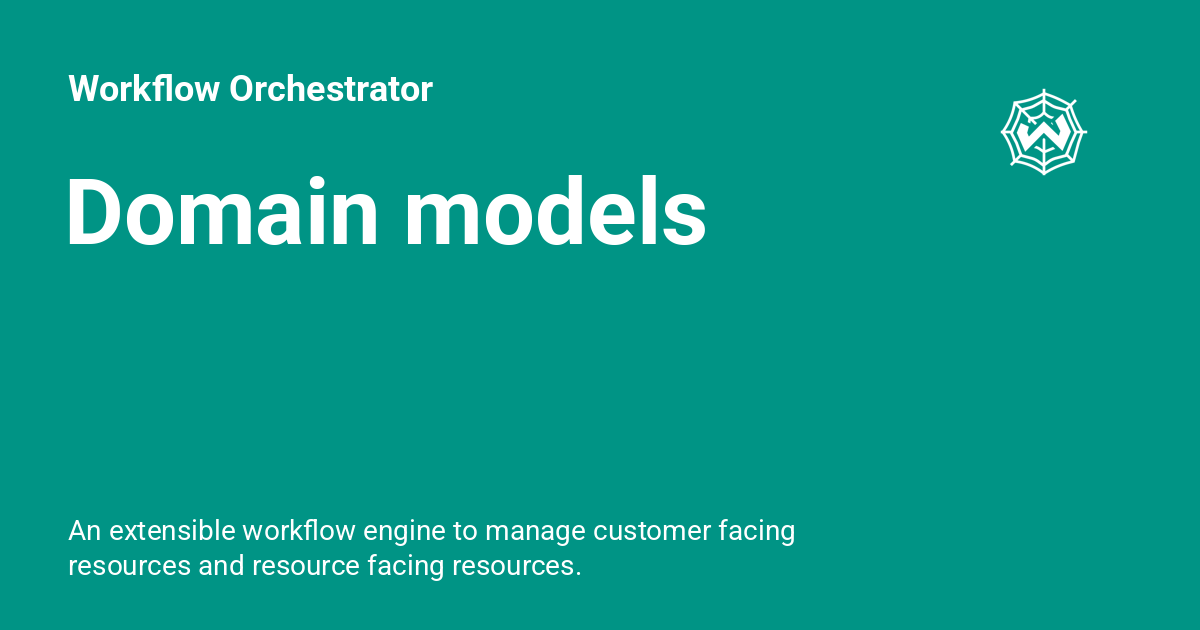 Workflow Orchestrator
W
Domain models
An extensible workflow engine to manage customer facing
resources and resource facing resources.